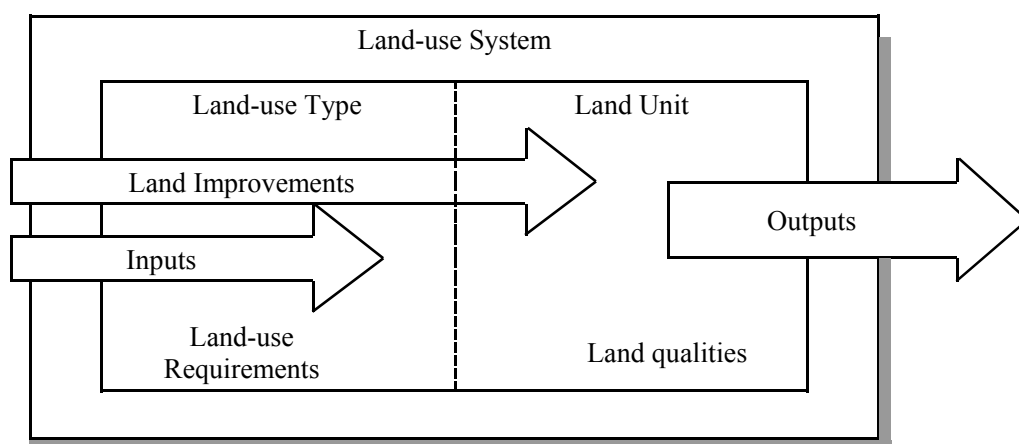 Land-use System
Land-use Type
Land Unit
Land Improvements
Inputs
Outputs
Land-use
Requirements
Land qualities